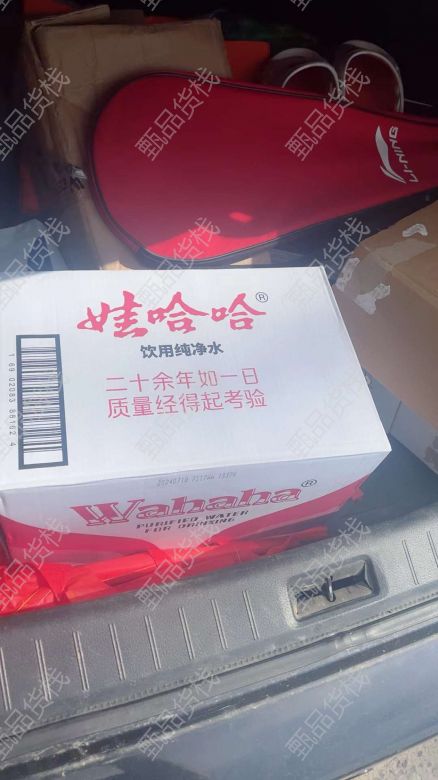 LI-NING
娃哈哈®
饮用纯净水
二十余年如一日
质量经得起考验
Wahaha®
PURIFIED WATER
FOR DRINKING
甄品货栈